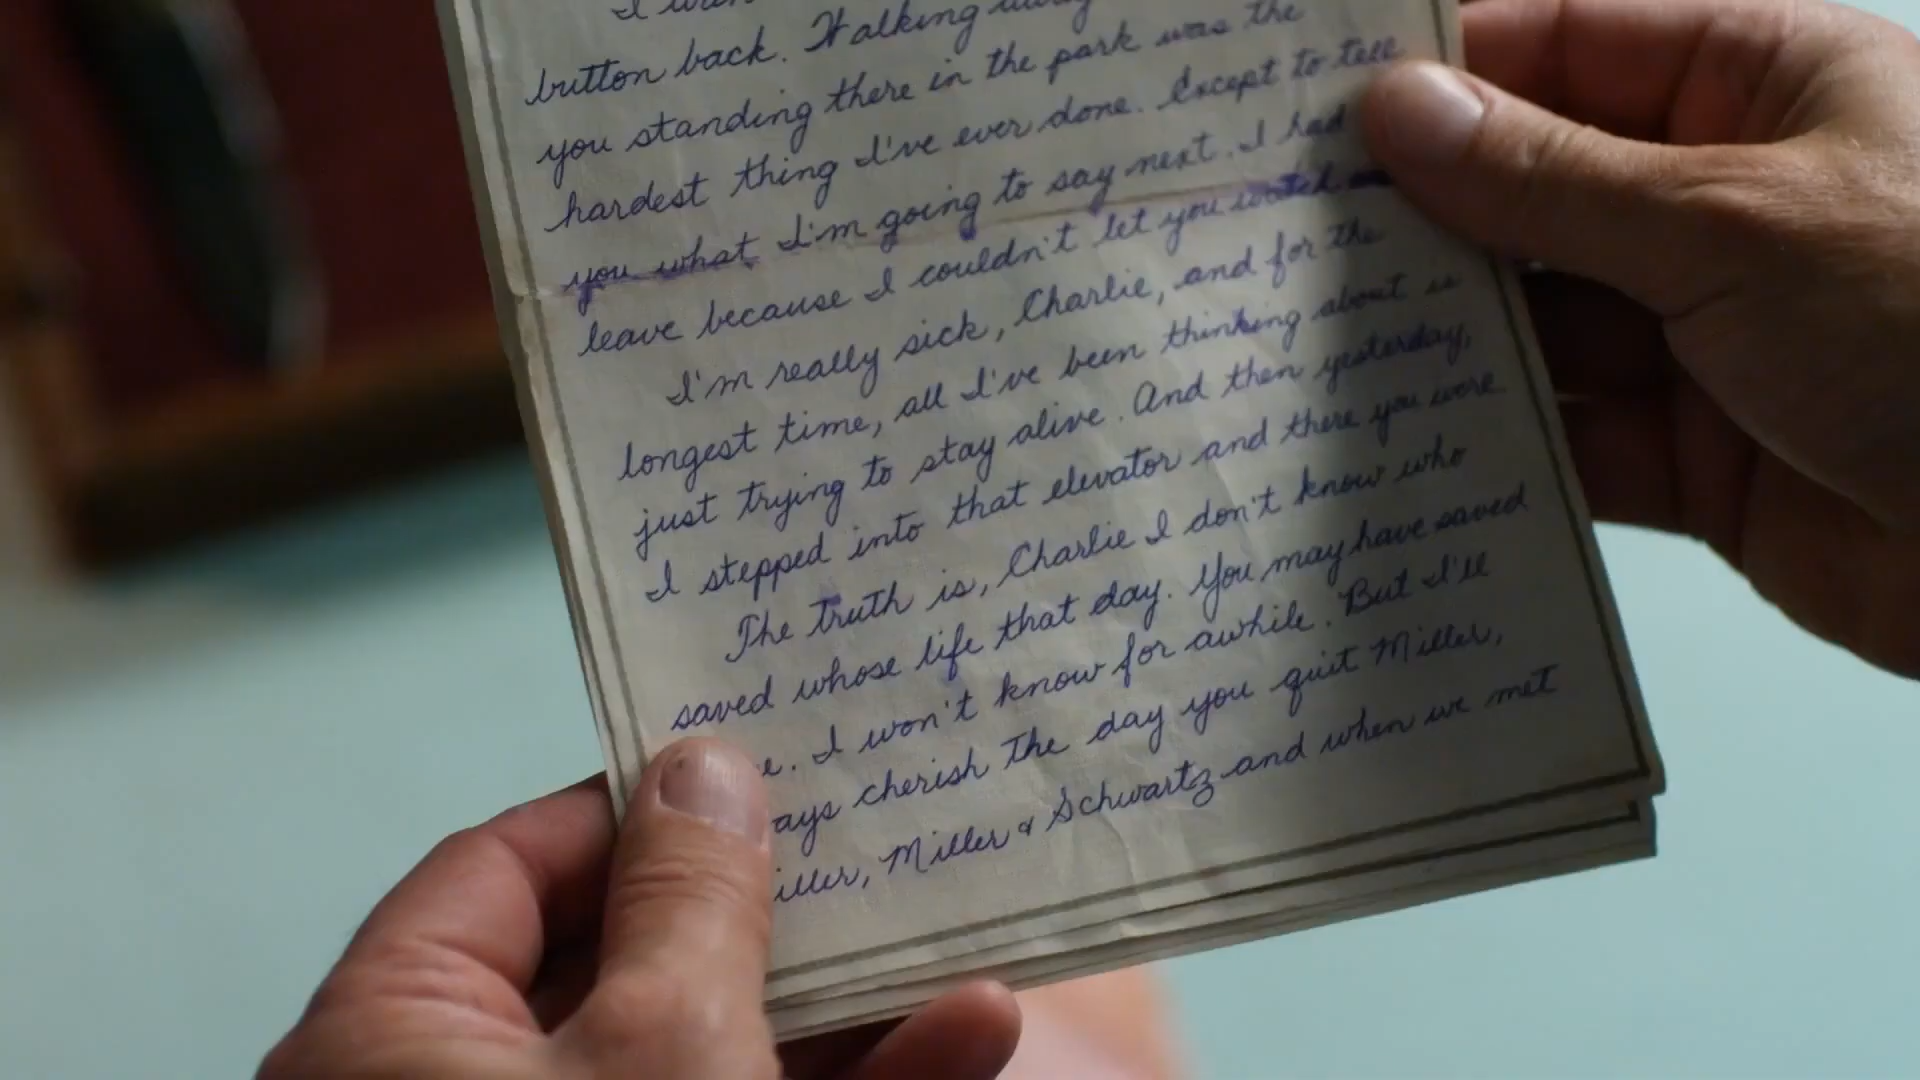 I
button back. Walking away
you standing there in the park was the
hardest thing I've ever done. Except to tell
you what I'm going to say next. I had
leave because I couldn't let you watch
I'm really sick, Charlie, and for the
longest time, all I've been thinking about is
just trying to stay alive. And then yesterday,
I stepped into that elevator and there you were.
The truth is, Charlie I don't know who
saved whose life that day. You may have saved
e. I won't know for awhile. But I'll
ays cherish the day you quit Miller,
iller, Miller & Schwartz and when we met